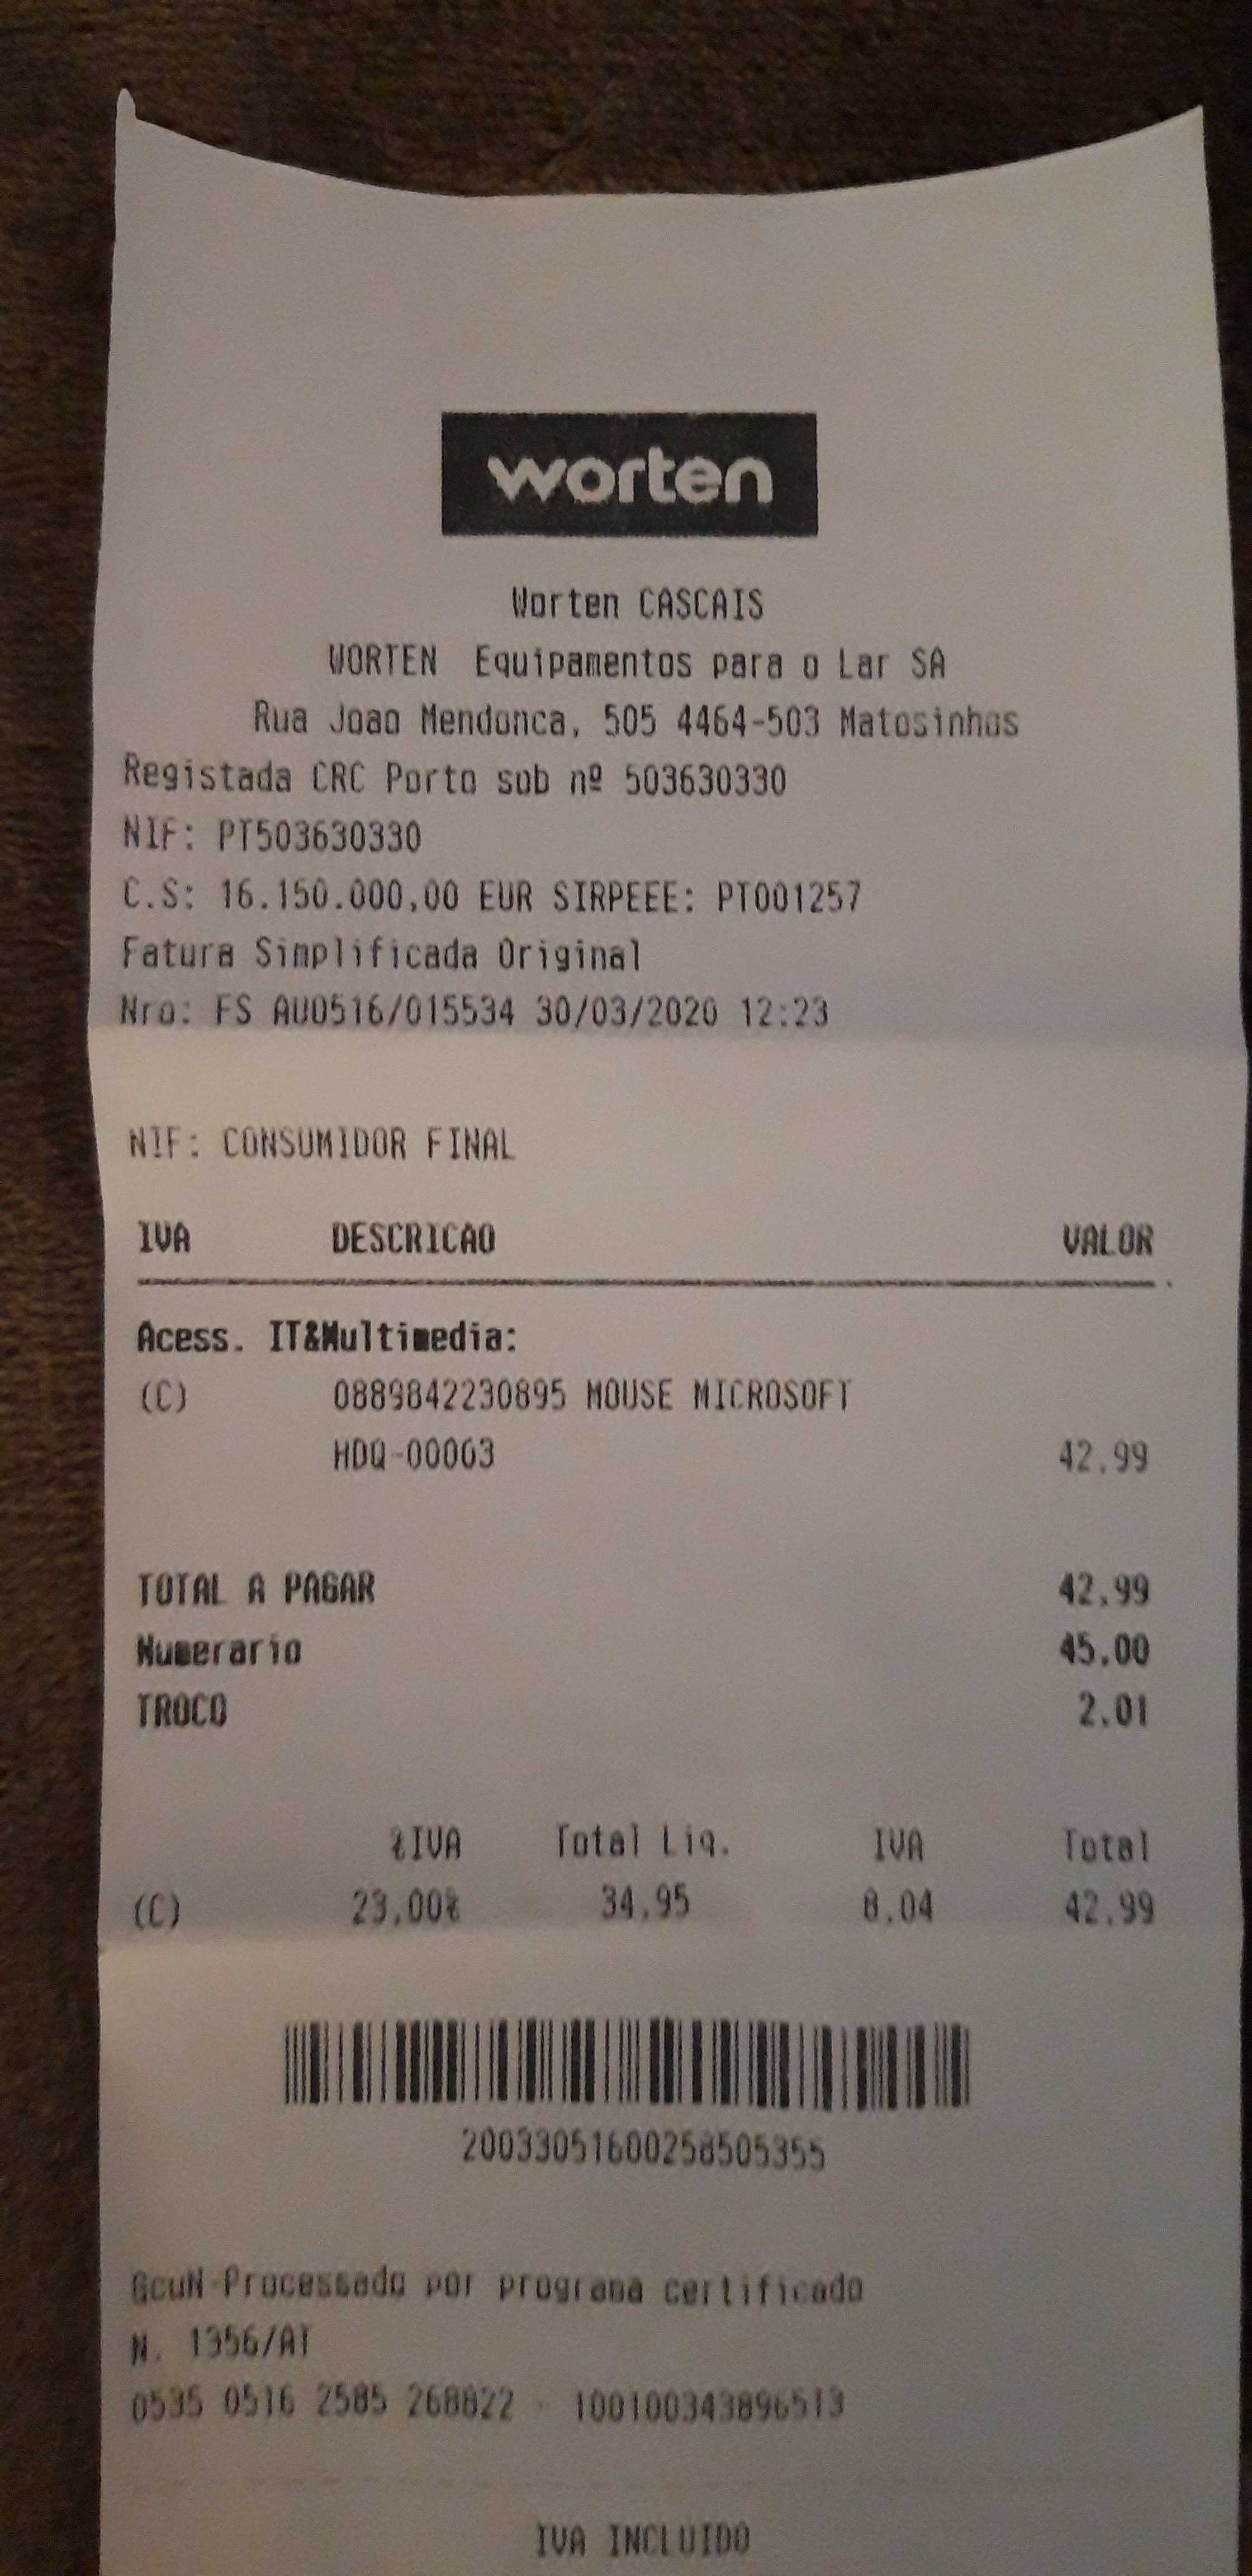 worten
Worten CASCAIS
WORTEN Equipamentos para o Lar SA
Rua Joao Mendonca, 505 4464-503 Matosinhos
Registada CRC Porto sob nº 503630330
NIF: PT503630330
C.S: 16.150.000,00 EUR SIRPEEE: PT001257
Fatura Simplificada Original
Nro: FS AU0516/015534 30/03/2020 12:23
NIF: CONSUMIDOR FINAL
IVA DESCRICAO VALOR
Acess. IT&Multimedia:
(C) 0889842230895 MOUSE MICROSOFT
HDQ-00003 42.99
TOTAL A PAGAR 42.99
Numerario 45.00
TROCO 2.01
%IVA Total Liq. IVA Total
(C) 23,00% 34.95 8.04 42.99
20033051600258505355
GcuN-Processado por programa certificado
N. 1356/AT
0535 0516 2585 268822 - 100100343896513
IVA INCLUIDO